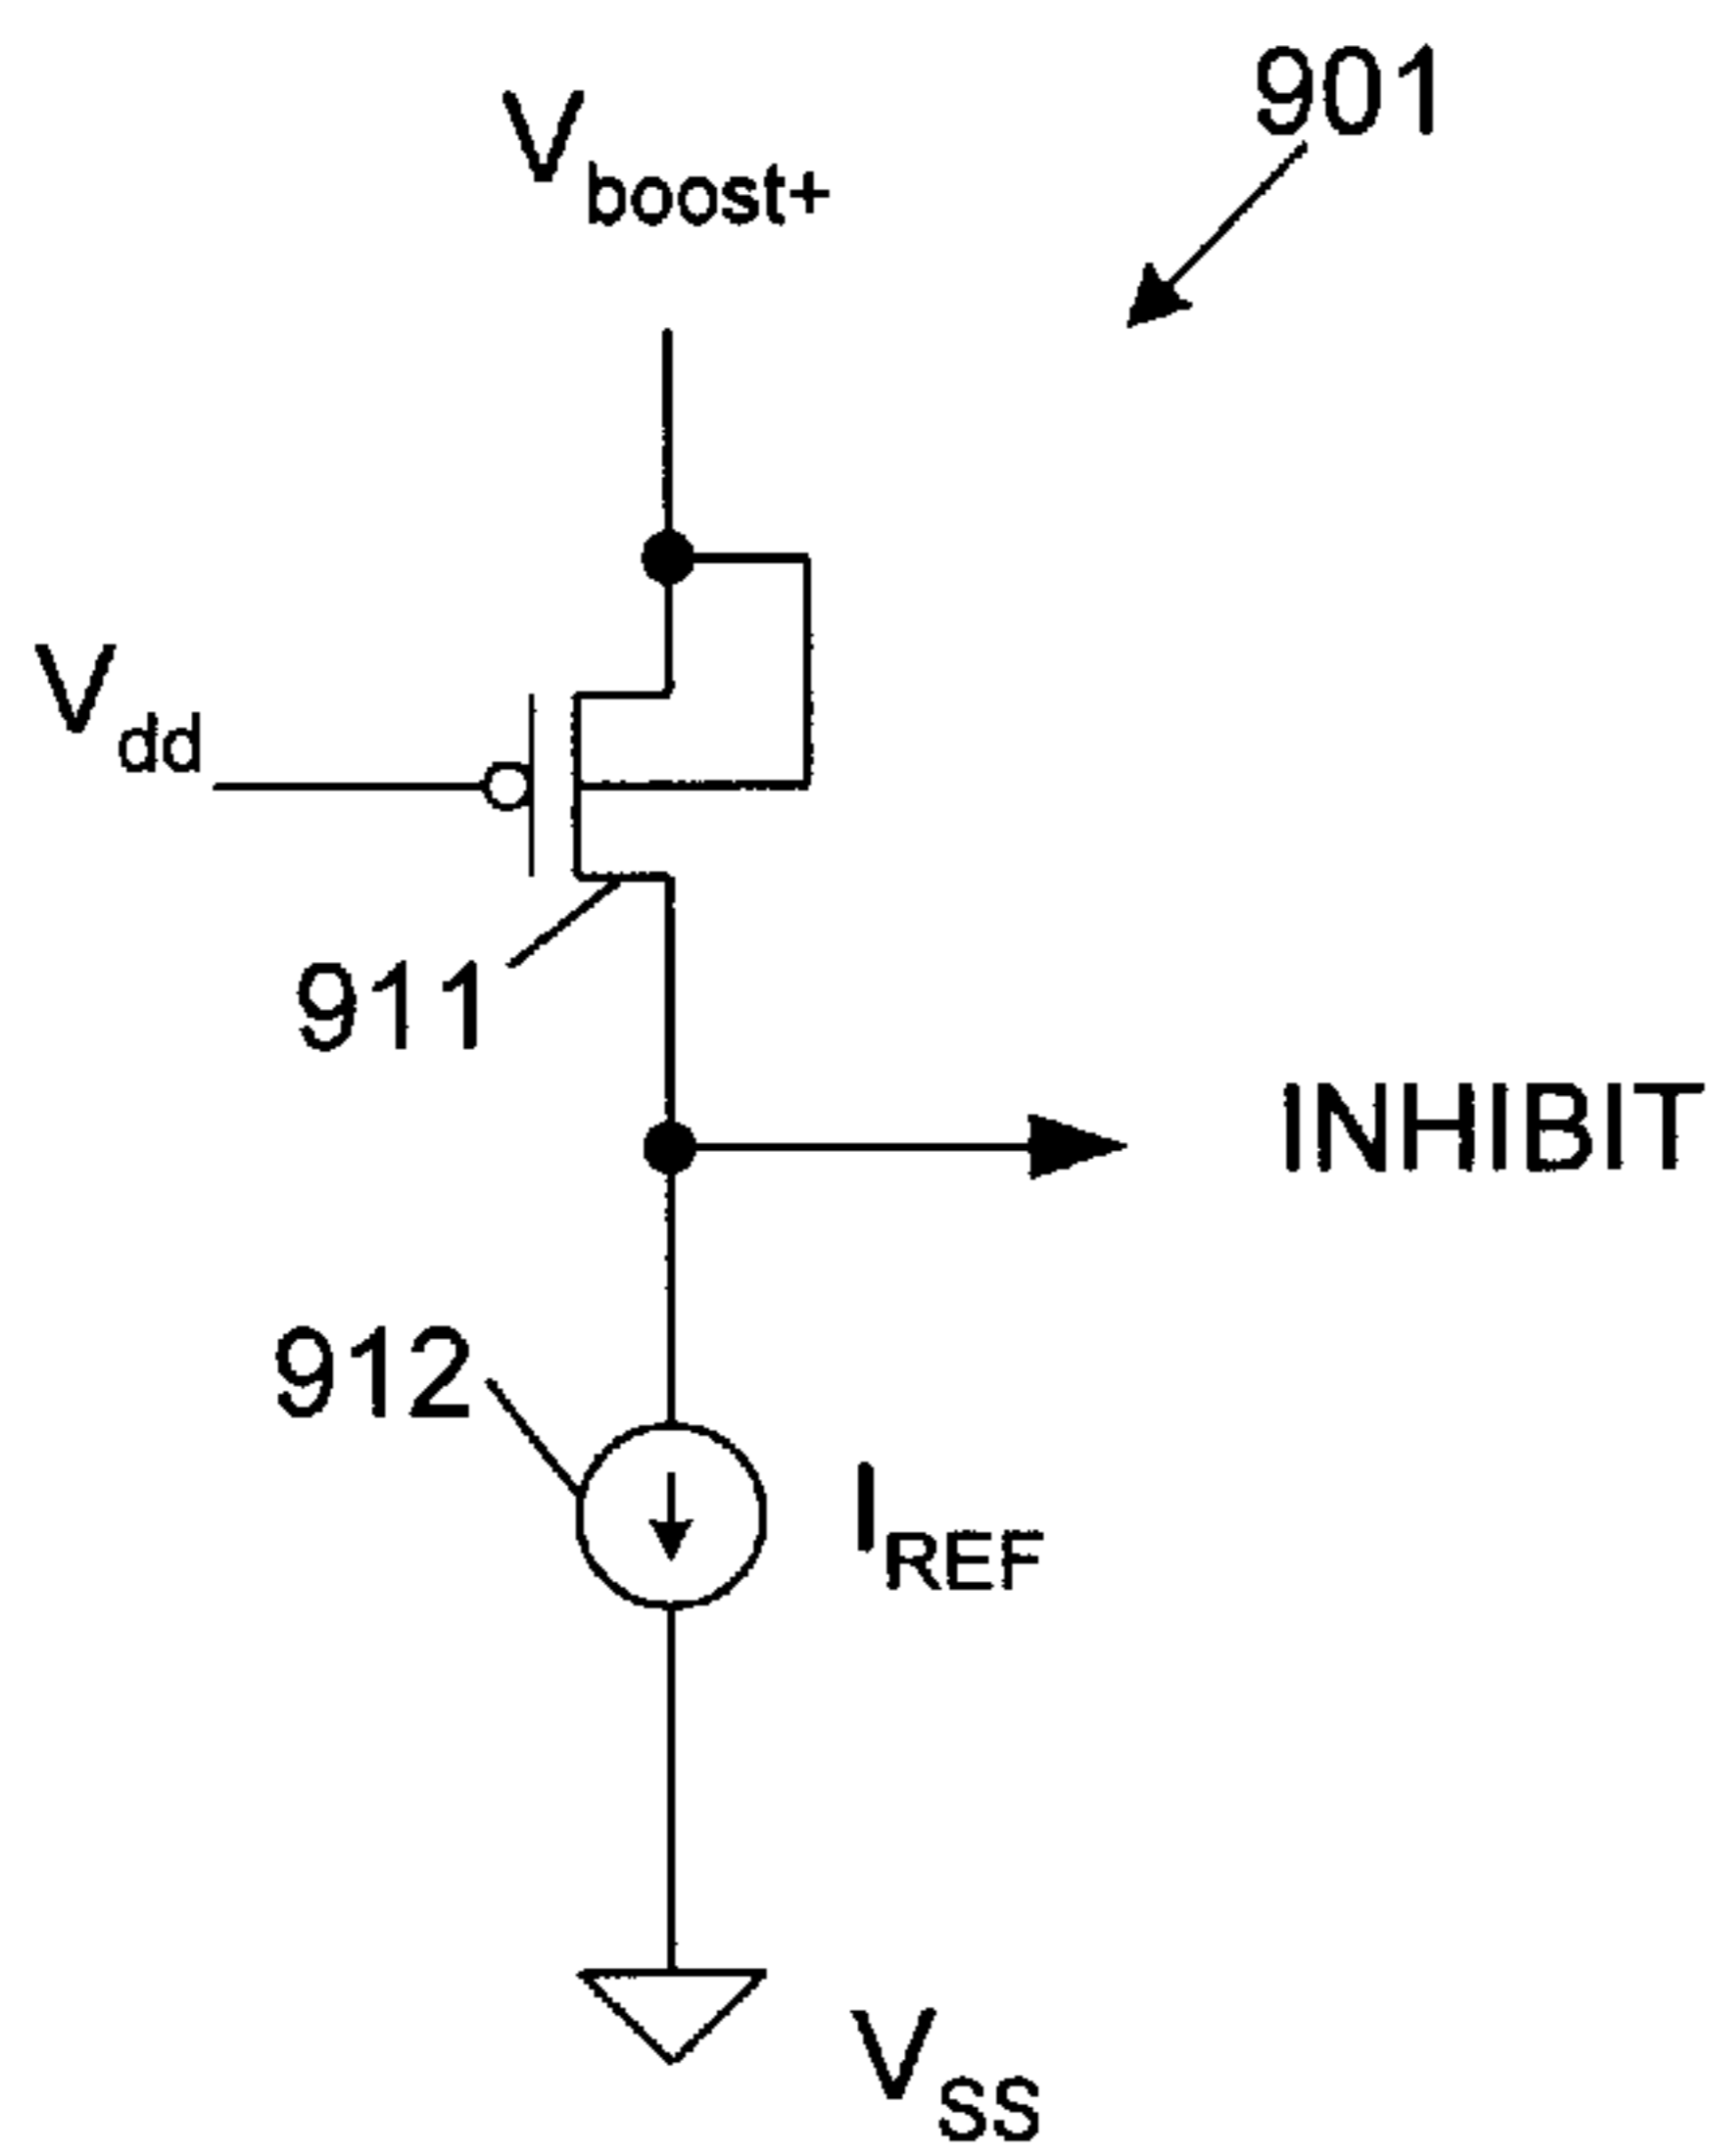 901
Vboost+
Vdd
911
INHIBIT
912
IREF
VSS